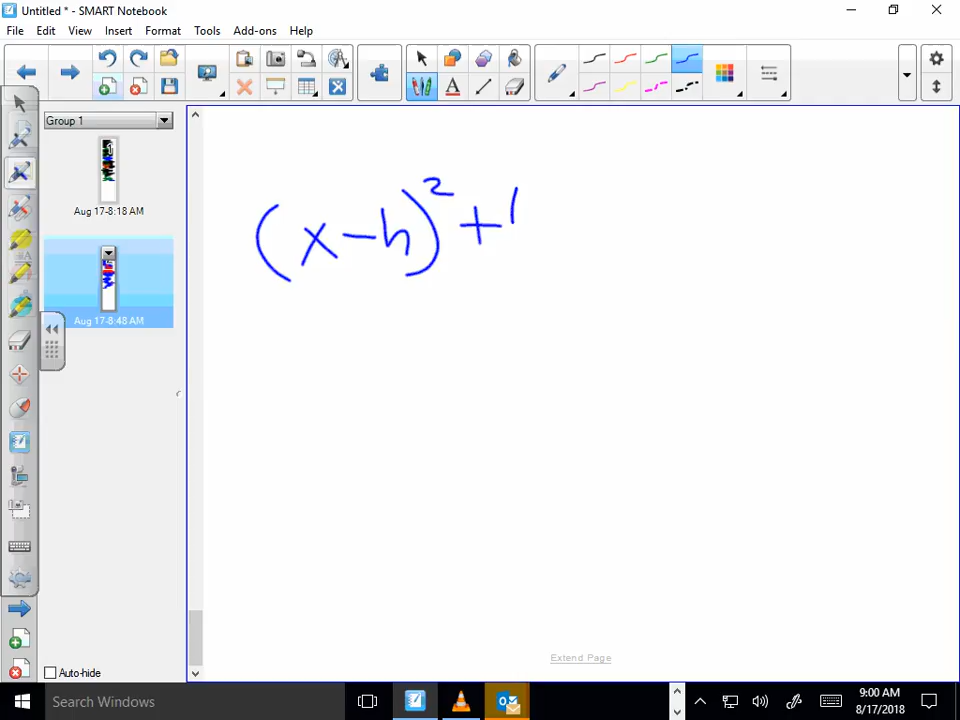 Untitled * - SMART Notebook
File Edit View Insert Format Tools Add-ons Help
Group 1
Aug 17-8:18 AM
Aug 17-8:48 AM
(x-h)² +1
Extend Page
Auto-hide
Search Windows
9:00 AM
8/17/2018